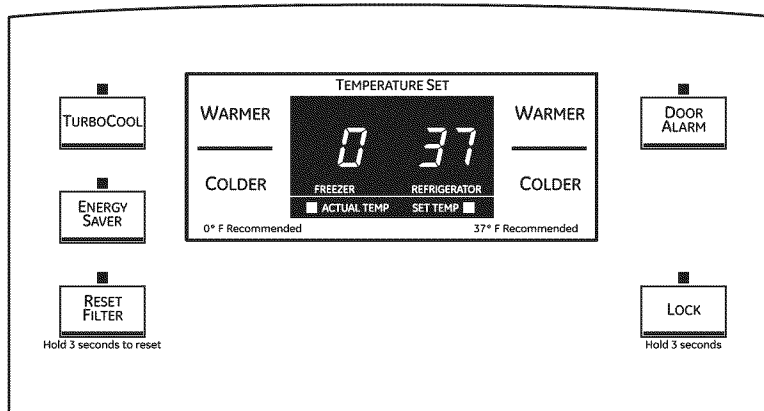 TEMPERATURE SET
TURBOCOOL
WARMER
WARMER
DOOR
ALARM
0 37
COLDER
COLDER
FREEZER REFRIGERATOR
ENERGY
SAVER
ACTUAL TEMP SET TEMP
0° F Recommended 37° F Recommended
RESET
FILTER
Hold 3 seconds to reset
LOCK
Hold 3 seconds